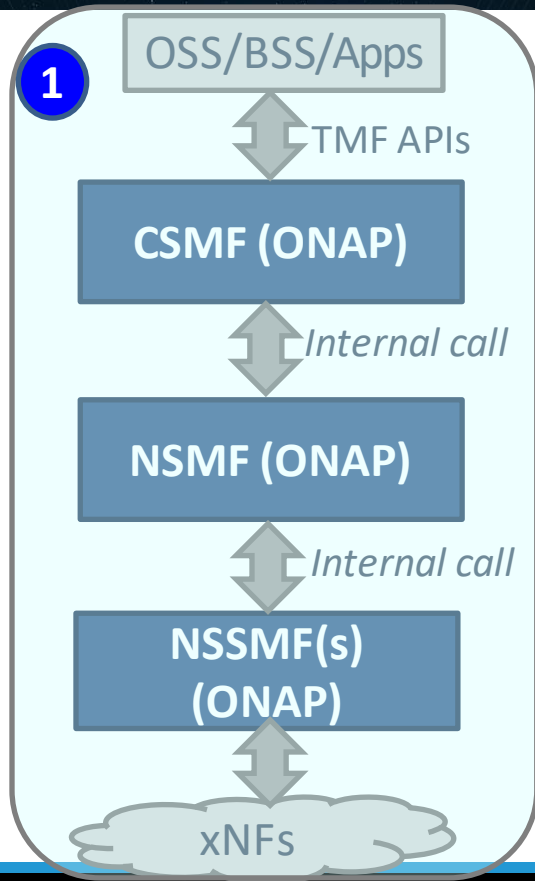 OSS/BSS/Apps
1
TMF APIs
CSMF (ONAP)
Internal call
NSMF (ONAP)
Internal call
NSSMF(s)
(ONAP)
xNFs